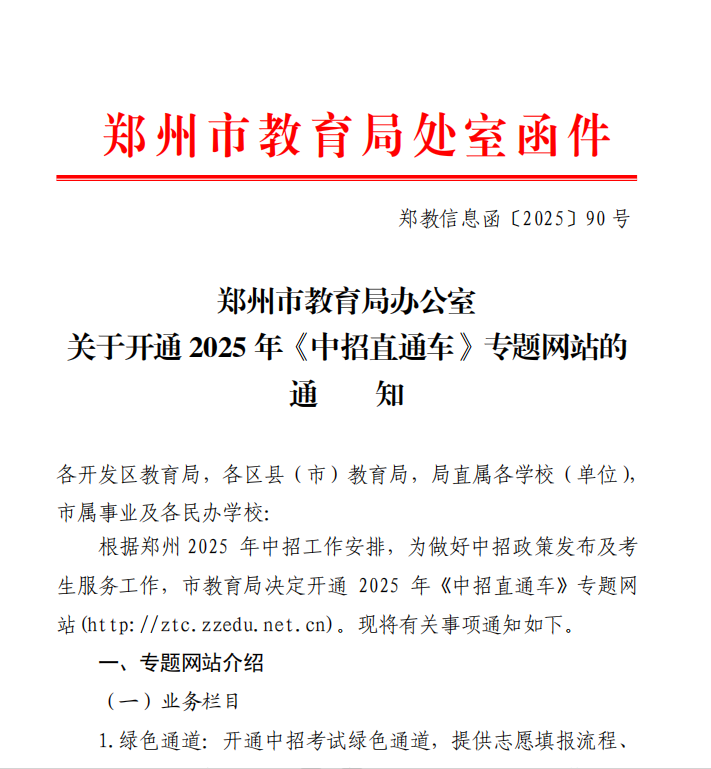 郑州市教育局处室函件
郑教信息函〔2025〕90 号
郑州市教育局办公室
关于开通 2025 年《中招直通车》专题网站的
通 知
各开发区教育局，各区县（市）教育局，局直属各学校（单位），
市属事业及各民办学校：
根据郑州 2025 年中招工作安排，为做好中招政策发布及考
生服务工作，市教育局决定开通 2025 年《中招直通车》专题网
站(http://ztc.zzedu.net.cn)。现将有关事项通知如下。
一、专题网站介绍
（一）业务栏目
1.绿色通道：开通中招考试绿色通道，提供志愿填报流程、